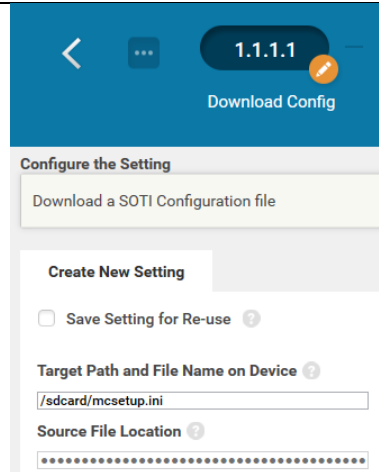 1.1.1.1
Download Config
Configure the Setting
Download a SOTI Configuration file
Create New Setting
Save Setting for Re-use ?
Target Path and File Name on Device ?
/sdcard/mcsetup.ini
Source File Location ?